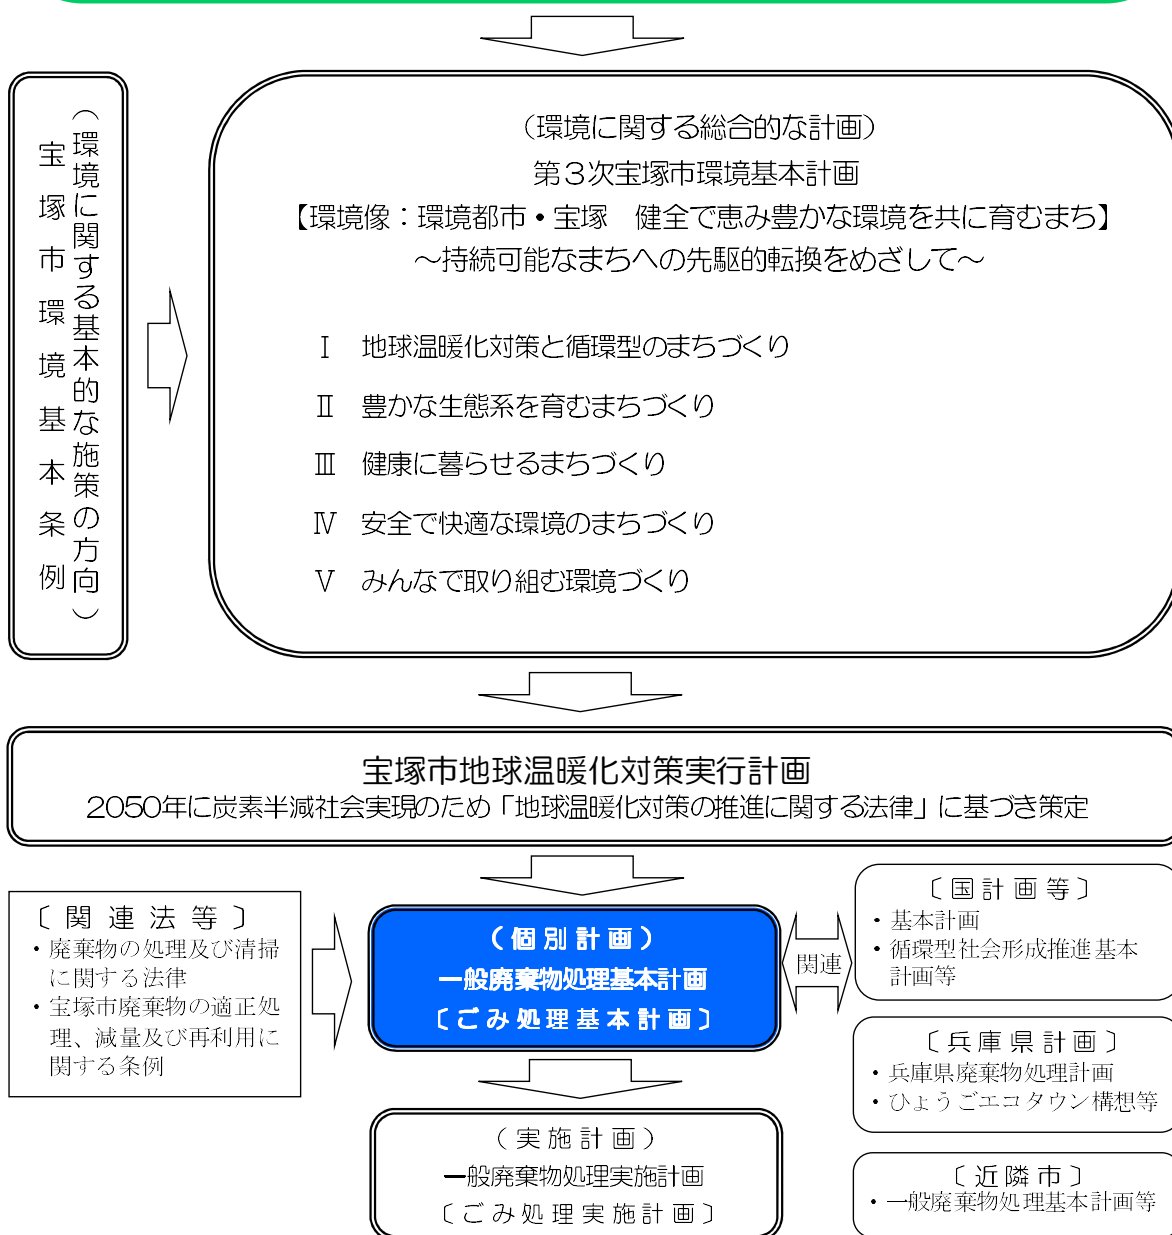 (環境に関する基本的な施策の方向)
宝塚市環境基本条例
(環境に関する総合的な計画)
第3次宝塚市環境基本計画
【環境像:環境都市・宝塚　健全で恵み豊かな環境を共に育むまち】
～持続可能なまちへの先駆的転換をめざして～
Ⅰ　地球温暖化対策と循環型のまちづくり
Ⅱ　豊かな生態系を育むまちづくり
Ⅲ　健康に暮らせるまちづくり
Ⅳ　安全で快適な環境のまちづくり
Ⅴ　みんなで取り組む環境づくり
宝塚市地球温暖化対策実行計画
2050年に炭素半減社会実現のため「地球温暖化対策の推進に関する法律」に基づき策定
〔関連法等〕
・廃棄物の処理及び清掃
に関する法律
・宝塚市廃棄物の適正処
理、減量及び再利用に
関する条例
(個別計画)
一般廃棄物処理基本計画
〔ごみ処理基本計画〕
関連
〔国計画等〕
・基本計画
・循環型社会形成推進基本
計画等
〔兵庫県計画〕
・兵庫県廃棄物処理計画
・ひょうごエコタウン構想等
〔近隣市〕
・一般廃棄物処理基本計画等
(実施計画)
一般廃棄物処理実施計画
〔ごみ処理実施計画〕